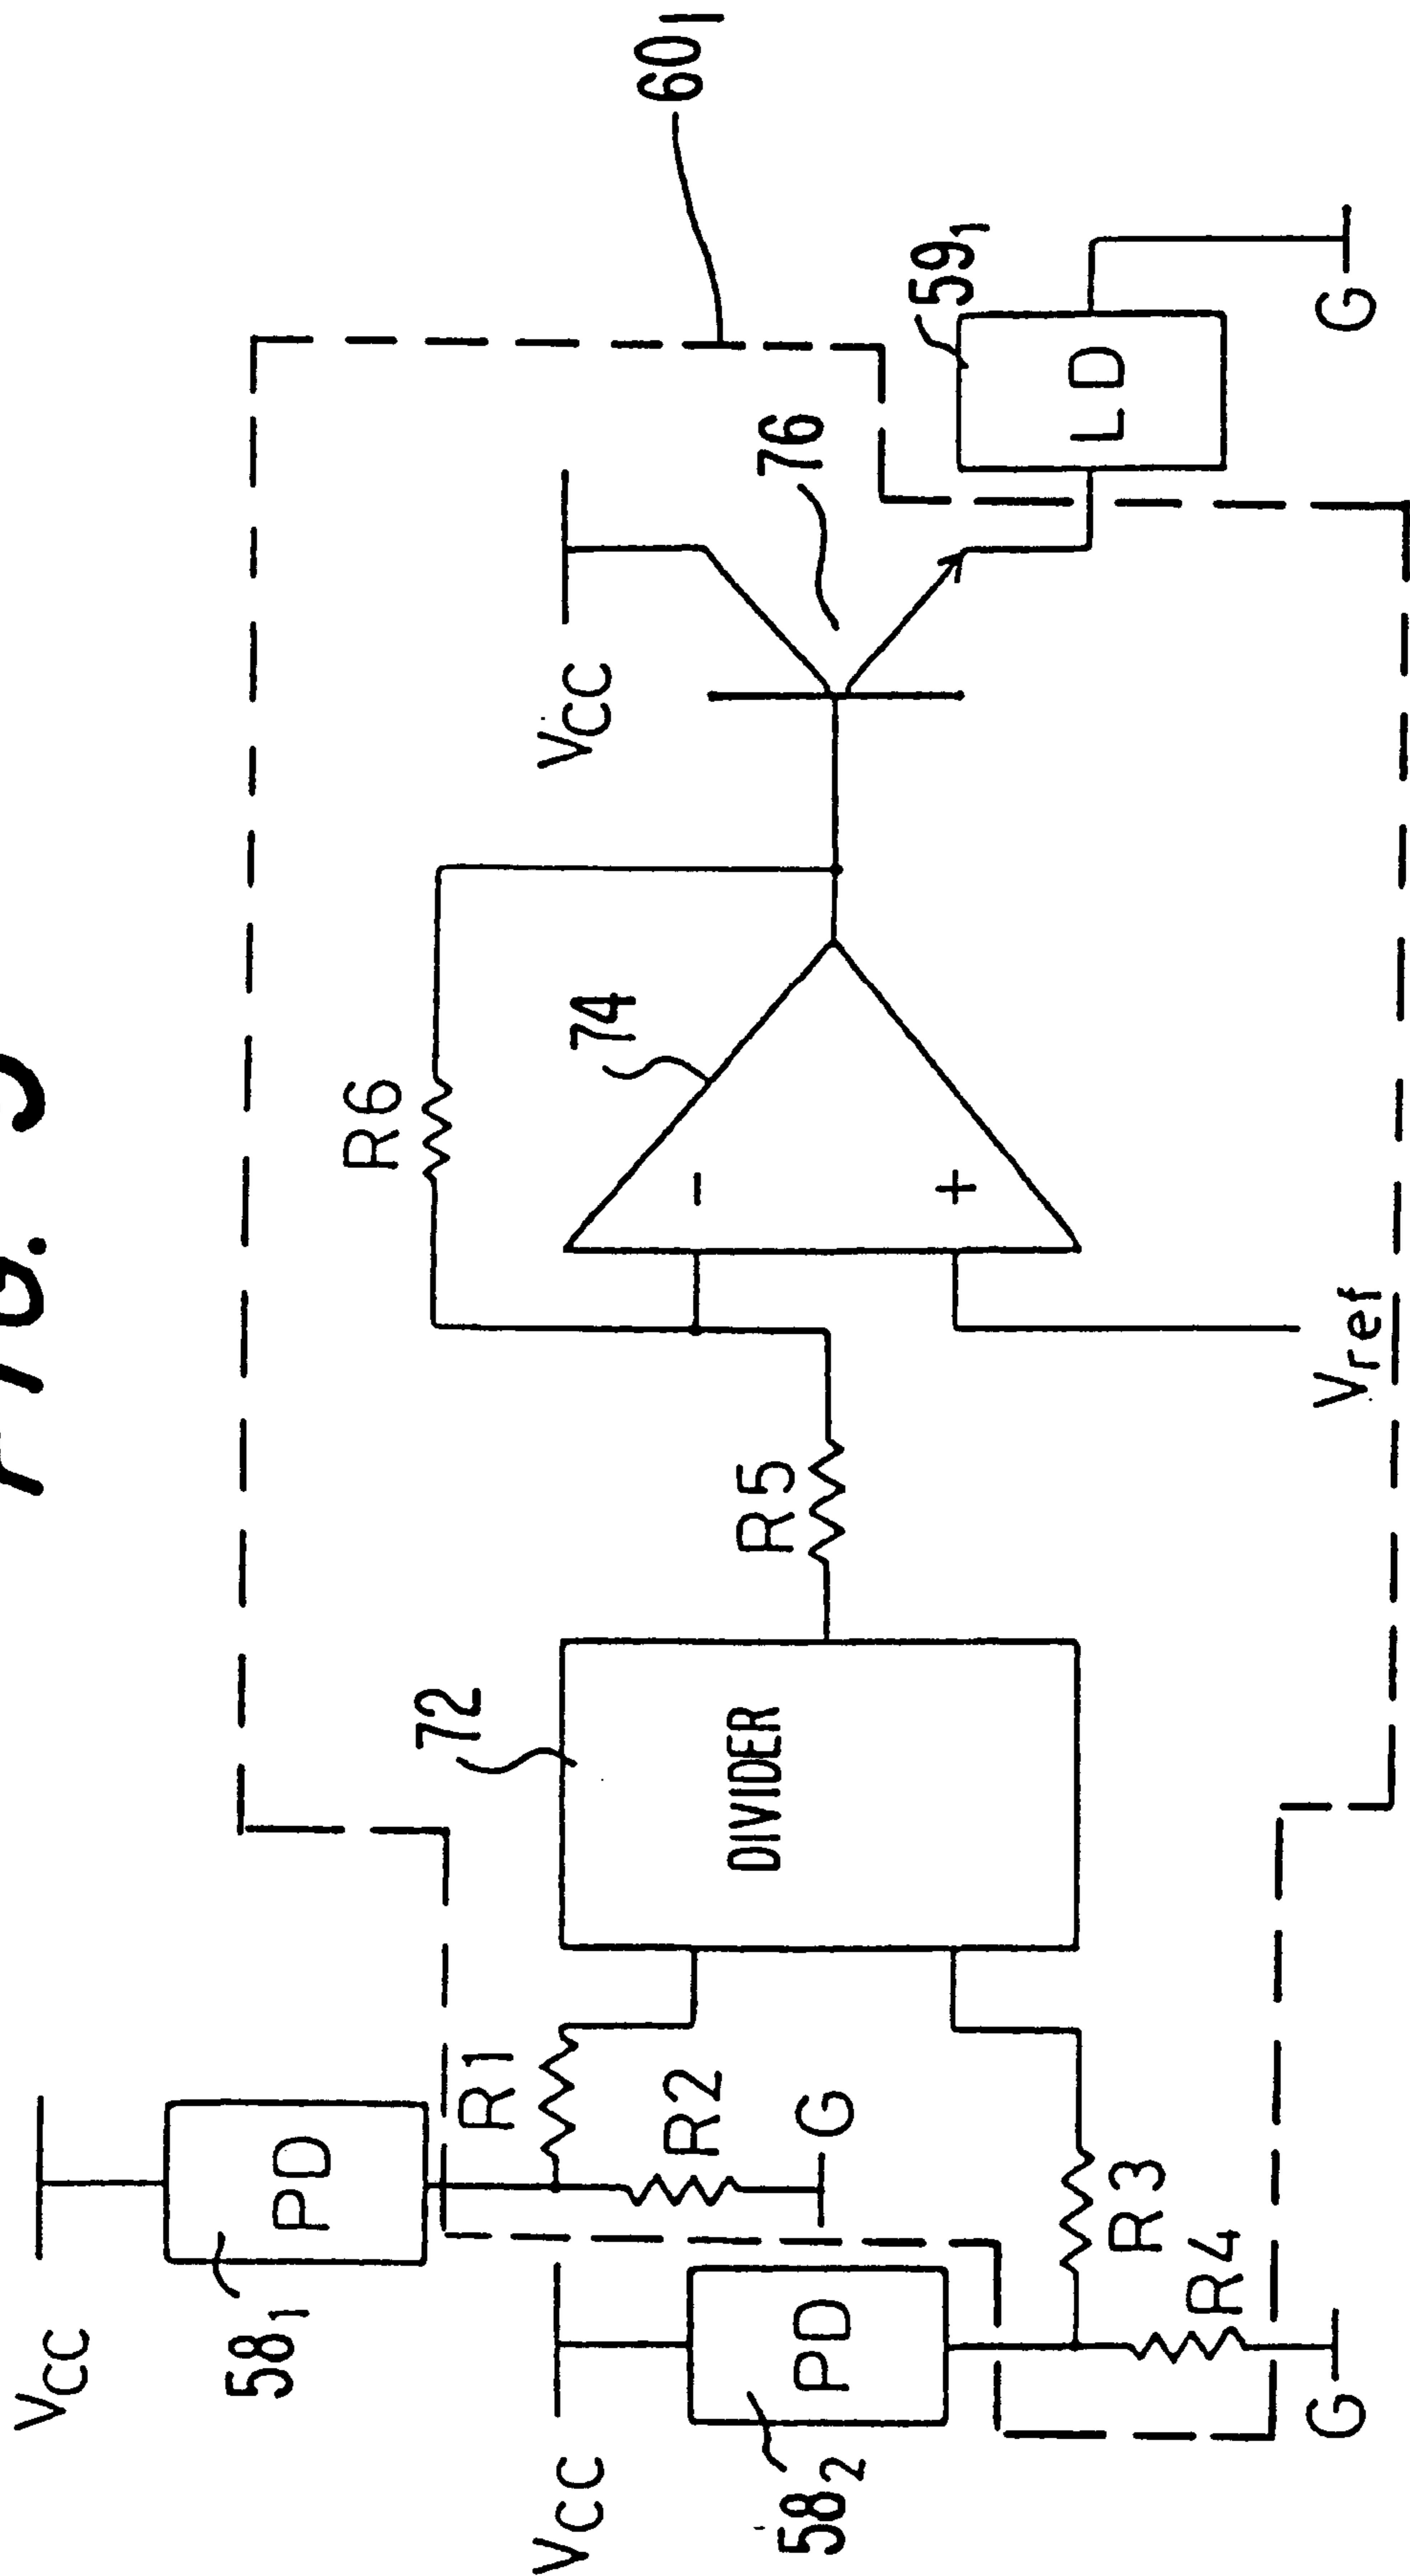 FIG.
VCC
PD
58₁
60₁
R6
VCC
R1
72
74
76
VCC
R2
G
DIVIDER
R5
−
+
59₁
LD
PD
58₂
R3
R4
G
Vref
G